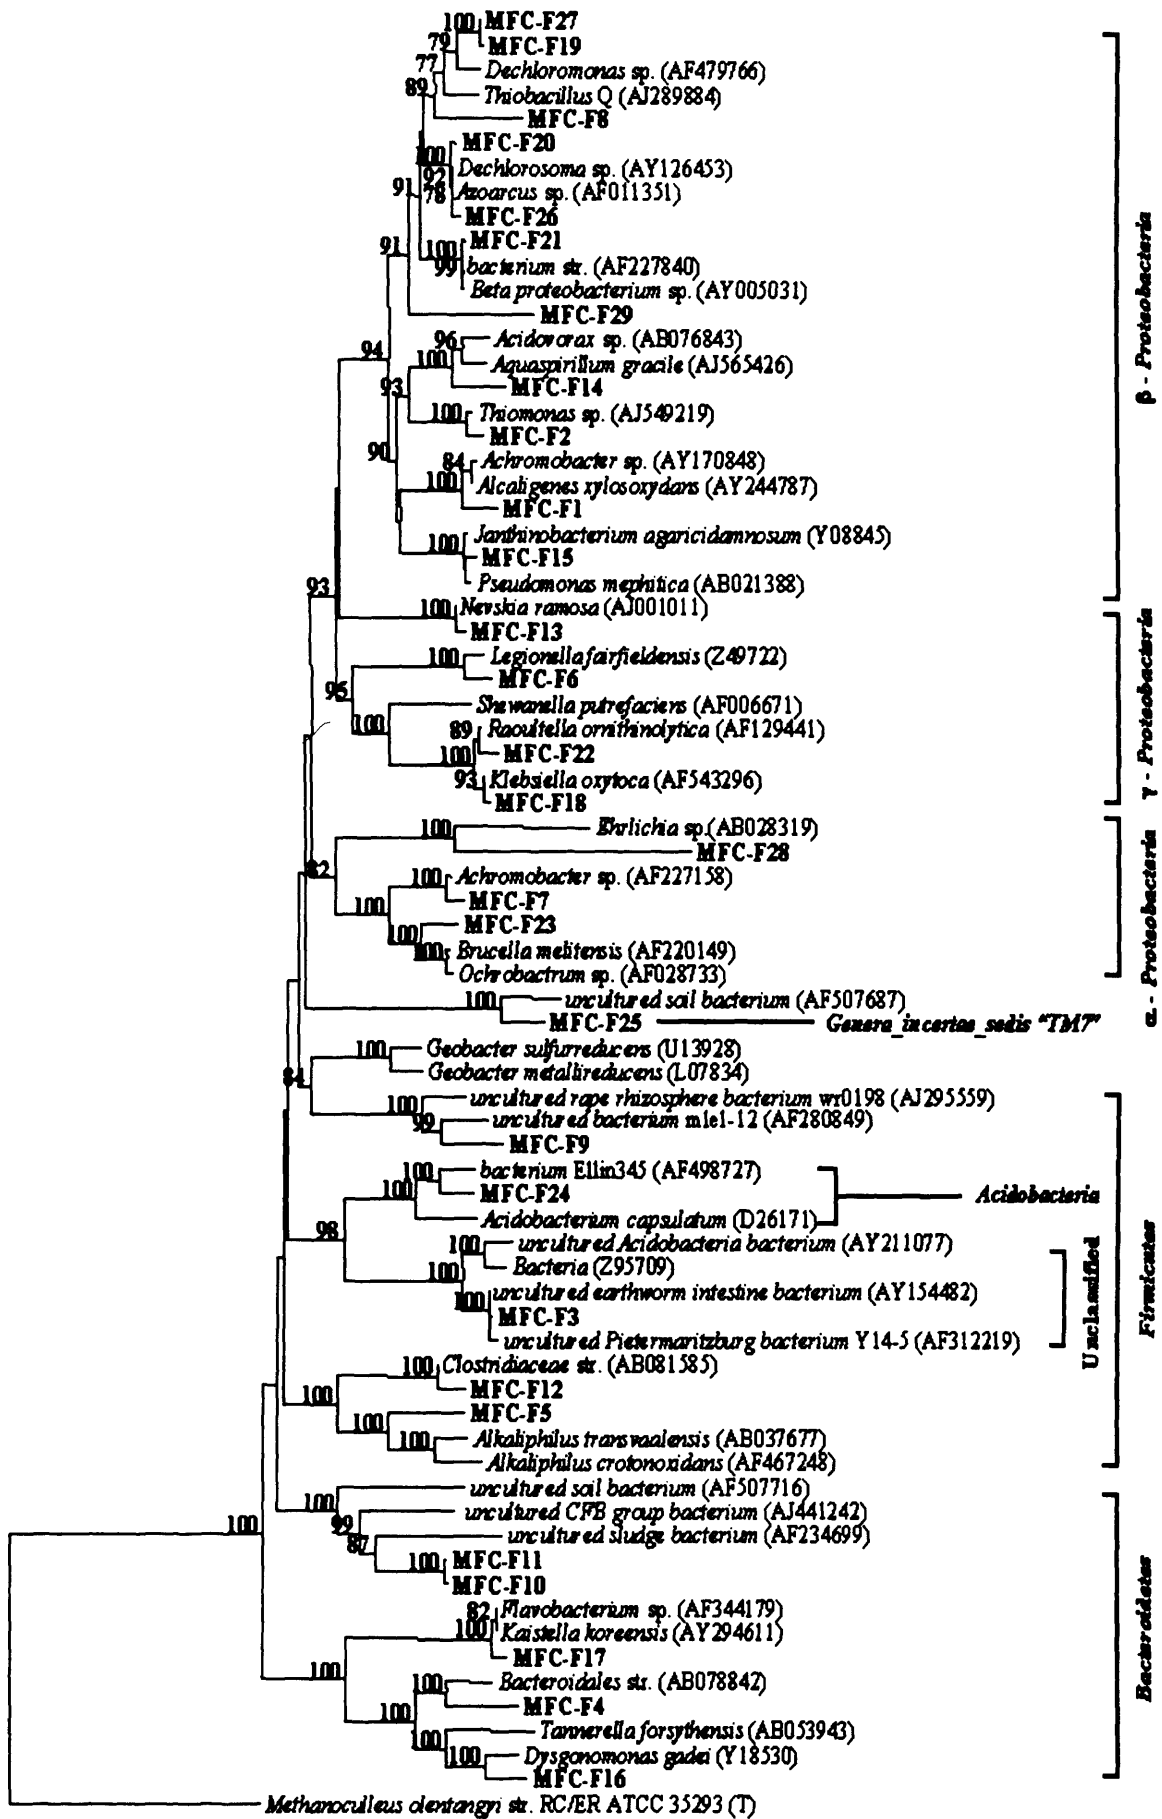 100 MFC-F27
79 MFC-F19
77 Dechloromonas sp. (AF479766)
89 Thiobacillus Q (AJ289884)
MFC-F8
MFC-F20
100 Dechlorosoma sp. (AY126453)
92
91 78 Azoarcus sp. (AF011351)
MFC-F26
91 100 MFC-F21
99 bacterium str. (AF227840)
Beta proteobacterium sp. (AY005031)
MFC-F29
96 Acidovorax sp. (AB076843)
94 100 Aquaspirillum gracile (AJ565426)
93 MFC-F14
100 Thiomonas sp. (AJ549219)
MFC-F2
90 84 Achromobacter sp. (AY170848)
100 Alcaligenes xylosoxydans (AY244787)
MFC-F1
Janthinobacterium agaricidamnosum (Y08845)
100 MFC-F15
Pseudomonas mephitica (AB021388)
β - Proteobacteria
93 100 Nevskia ramosa (AJ001011)
MFC-F13
100 Legionella fairfieldensis (Z49722)
95 MFC-F6
Shewanella putrefaciens (AF006671)
100 89 Raoultella ornithinolytica (AF129441)
100 MFC-F22
93 Klebsiella oxytoca (AF543296)
MFC-F18
γ - Proteobacteria
100 Ehrlichia sp.(AB028319)
MFC-F28
82 100 Achromobacter sp. (AF227158)
100 MFC-F7
100 MFC-F23
100 Brucella melitensis (AF220149)
Ochrobactrum sp. (AF028733)
α - Proteobacteria
100 uncultured soil bacterium (AF507687)
MFC-F25 Genera_incertae_sedis "TM7"
100 Geobacter sulfurreducens (U13928)
84 Geobacter metallireducens (L07834)
100 uncultured rape rhizosphere bacterium wr0198 (AJ295559)
99 uncultured bacterium mle1-12 (AF280849)
MFC-F9
100 bacterium Ellin345 (AF498727)
100 MFC-F24 Acidobacteria
Acidobacterium capsulatum (D26171)
98 100 uncultured Acidobacteria bacterium (AY211077)
100 Bacteria (Z95709)
100 uncultured earthworm intestine bacterium (AY154482)
MFC-F3
uncultured Pietermaritzburg bacterium Y14-5 (AF312219)
Unclassified
100 Clostridiaceae str. (AB081585)
100 MFC-F12
100 MFC-F5
100 Alkaliphilus transvaalensis (AB037677)
Alkaliphilus crotonoxidans (AF467248)
Firmicutes
100 uncultured soil bacterium (AF507716)
100 99 uncultured CFB group bacterium (AJ441242)
87 uncultured sludge bacterium (AF234699)
100 MFC-F11
MFC-F10
82 Flavobacterium sp. (AF344179)
100 Kaistella koreensis (AY294611)
MFC-F17
100 100 Bacteroidales str. (AB078842)
100 MFC-F4
100 Tannerella forsythensis (AB053943)
100 Dysgonomonas gadei (Y18530)
MFC-F16
Bacteroidetes
Methanoculleus olentangyi str. RC/ER ATCC 35293 (T)